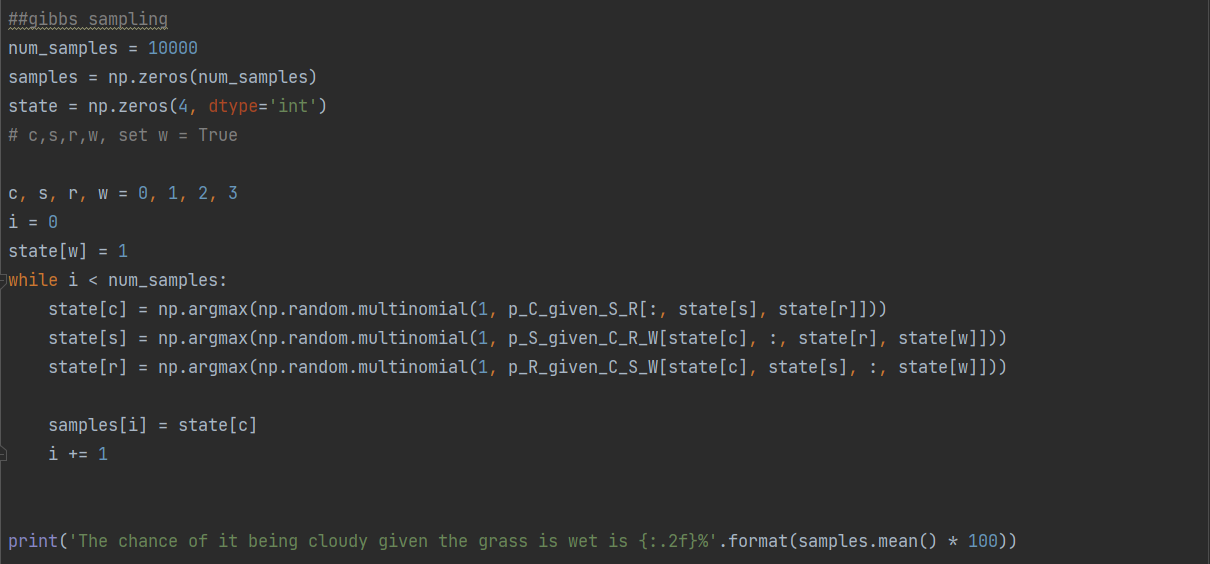 ##gibbs sampling
num_samples = 10000
samples = np.zeros(num_samples)
state = np.zeros(4, dtype='int')
# c,s,r,w, set w = True
c, s, r, w = 0, 1, 2, 3
i = 0
state[w] = 1
while i < num_samples:
    state[c] = np.argmax(np.random.multinomial(1, p_C_given_S_R[:, state[s], state[r]]))
    state[s] = np.argmax(np.random.multinomial(1, p_S_given_C_R_W[state[c], :, state[r], state[w]]))
    state[r] = np.argmax(np.random.multinomial(1, p_R_given_C_S_W[state[c], state[s], :, state[w]]))
    samples[i] = state[c]
    i += 1
print('The chance of it being cloudy given the grass is wet is {:.2f}%'.format(samples.mean() * 100))